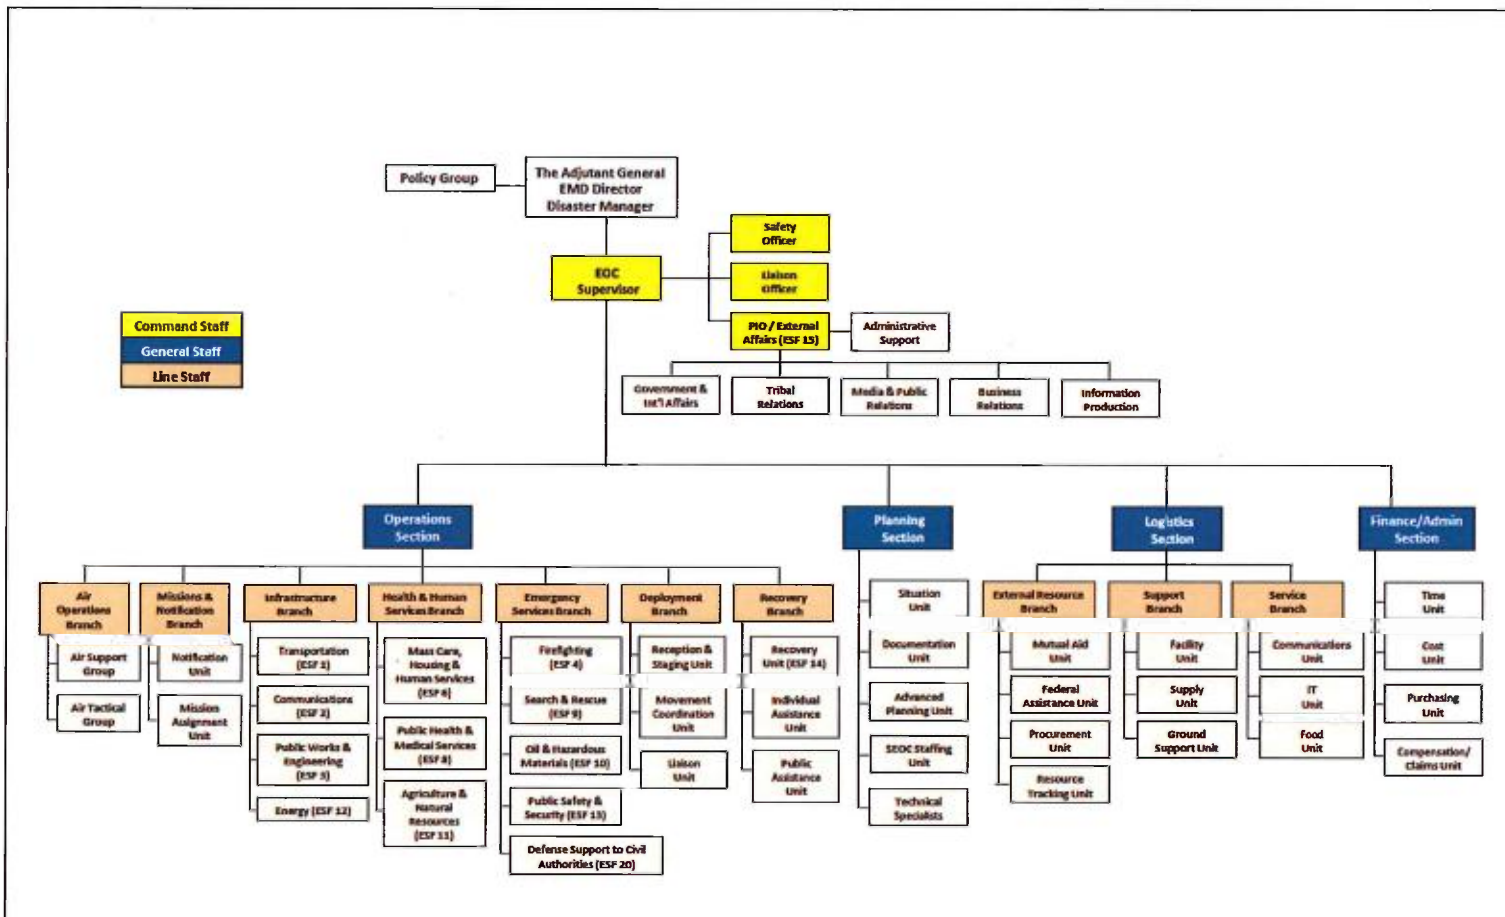 Policy Group
The Adjutant General
EMD Director
Disaster Manager
Safety
Officer
EOC
Supervisor
Liaison
Officer
PIO / External
Affairs (ESF 15)
Administrative
Support
Command Staff
General Staff
Line Staff
Government &
Int'l Affairs
Tribal
Relations
Media & Public
Relations
Business
Relations
Information
Production
Operations
Section
Planning
Section
Logistics
Section
Finance/Admin
Section
Air
Operations
Branch
Air Support
Group
Air Tactical
Group
Missions &
Notification
Branch
Notification
Unit
Mission
Assignment
Unit
Infrastructure
Branch
Transportation
(ESF 1)
Communications
(ESF 2)
Public Works &
Engineering
(ESF 3)
Energy (ESF 12)
Health & Human
Services Branch
Mass Care,
Housing &
Human Services
(ESF 6)
Public Health &
Medical Services
(ESF 8)
Agriculture &
Natural
Resources
(ESF 11)
Emergency
Services Branch
Firefighting
(ESF 4)
Search & Rescue
(ESF 9)
Oil & Hazardous
Materials (ESF 10)
Public Safety &
Security (ESF 13)
Defense Support to Civil
Authorities (ESF 20)
Deployment
Branch
Reception &
Staging Unit
Movement
Coordination
Unit
Liaison
Unit
Recovery
Branch
Recovery
Unit (ESF 14)
Individual
Assistance
Unit
Public
Assistance
Unit
Situation
Unit
Documentation
Unit
Advanced
Planning Unit
SEOC Staffing
Unit
Technical
Specialists
External Resource
Branch
Mutual Aid
Unit
Federal
Assistance Unit
Procurement
Unit
Resource
Tracking Unit
Support
Branch
Facility
Unit
Supply
Unit
Ground
Support Unit
Service
Branch
Communications
Unit
IT
Unit
Food
Unit
Time
Unit
Cost
Unit
Purchasing
Unit
Compensation/
Claims Unit